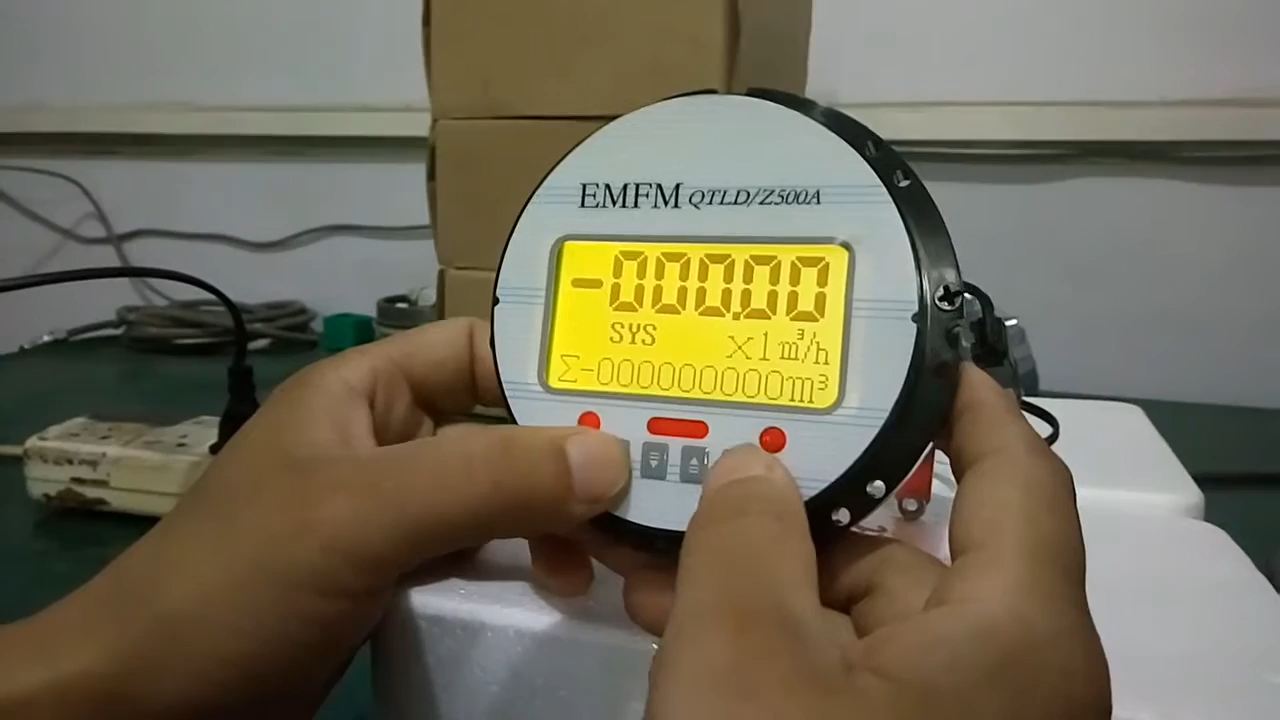 EMFM QTLD/Z500A
-000.00
SYS ×1 m³/h
Σ-000000000m³